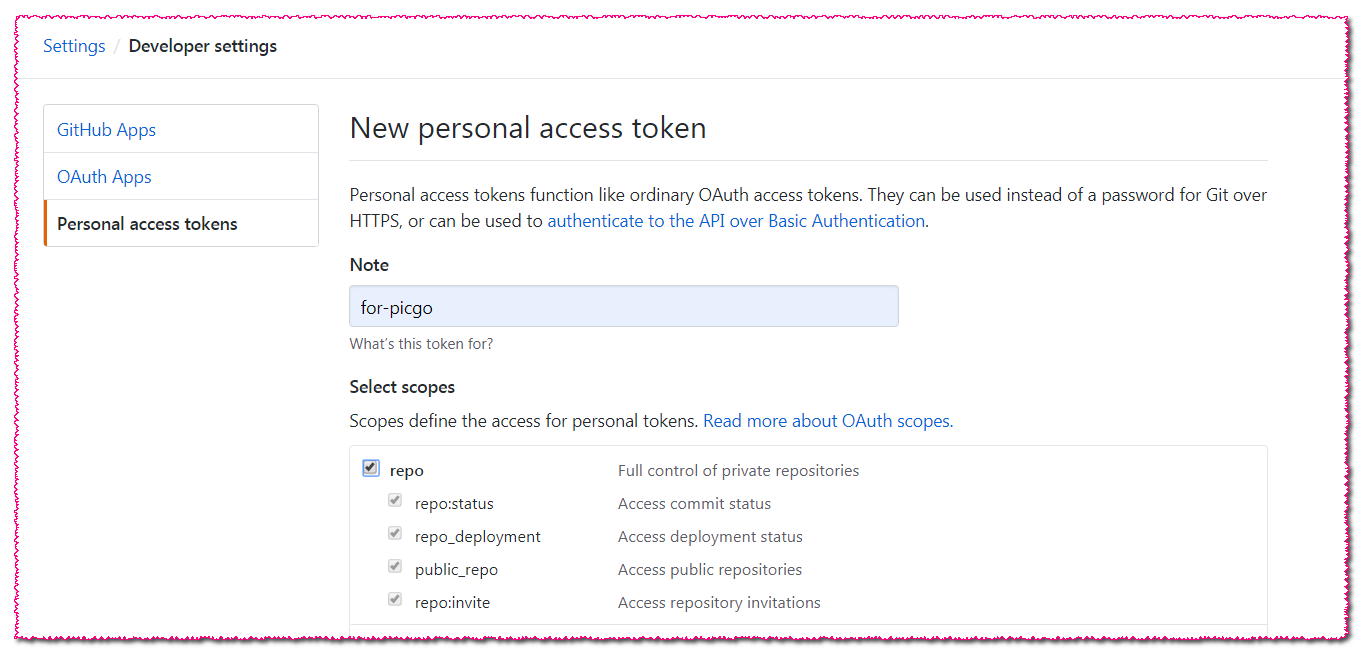 Settings / Developer settings
GitHub Apps
OAuth Apps
Personal access tokens
New personal access token
Personal access tokens function like ordinary OAuth access tokens. They can be used instead of a password for Git over
HTTPS, or can be used to authenticate to the API over Basic Authentication.
Note
for-picgo
What's this token for?
Select scopes
Scopes define the access for personal tokens. Read more about OAuth scopes.
repo Full control of private repositories
repo:status Access commit status
repo_deployment Access deployment status
public_repo Access public repositories
repo:invite Access repository invitations